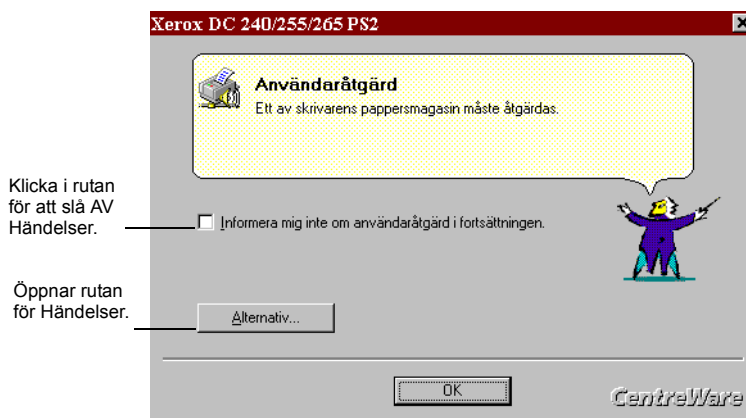 Xerox DC 240/255/265 PS2
Användaråtgärd
Ett av skrivarens pappersmagasin måste åtgärdas.
Klicka i rutan
för att slå AV
Händelser.
Informera mig inte om användaråtgärd i fortsättningen.
Öppnar rutan
för Händelser.
Alternativ...
OK
CentreWare